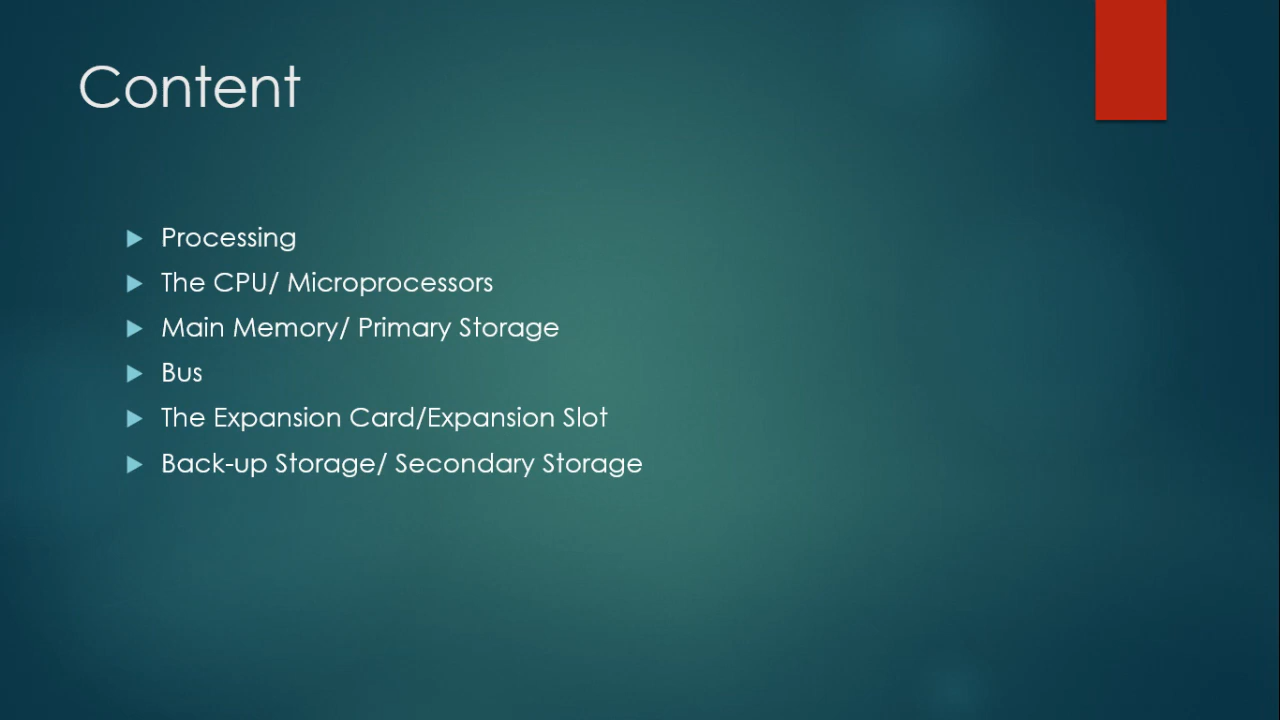 Content
Processing
The CPU/ Microprocessors
Main Memory/ Primary Storage
Bus
The Expansion Card/Expansion Slot
Back-up Storage/ Secondary Storage